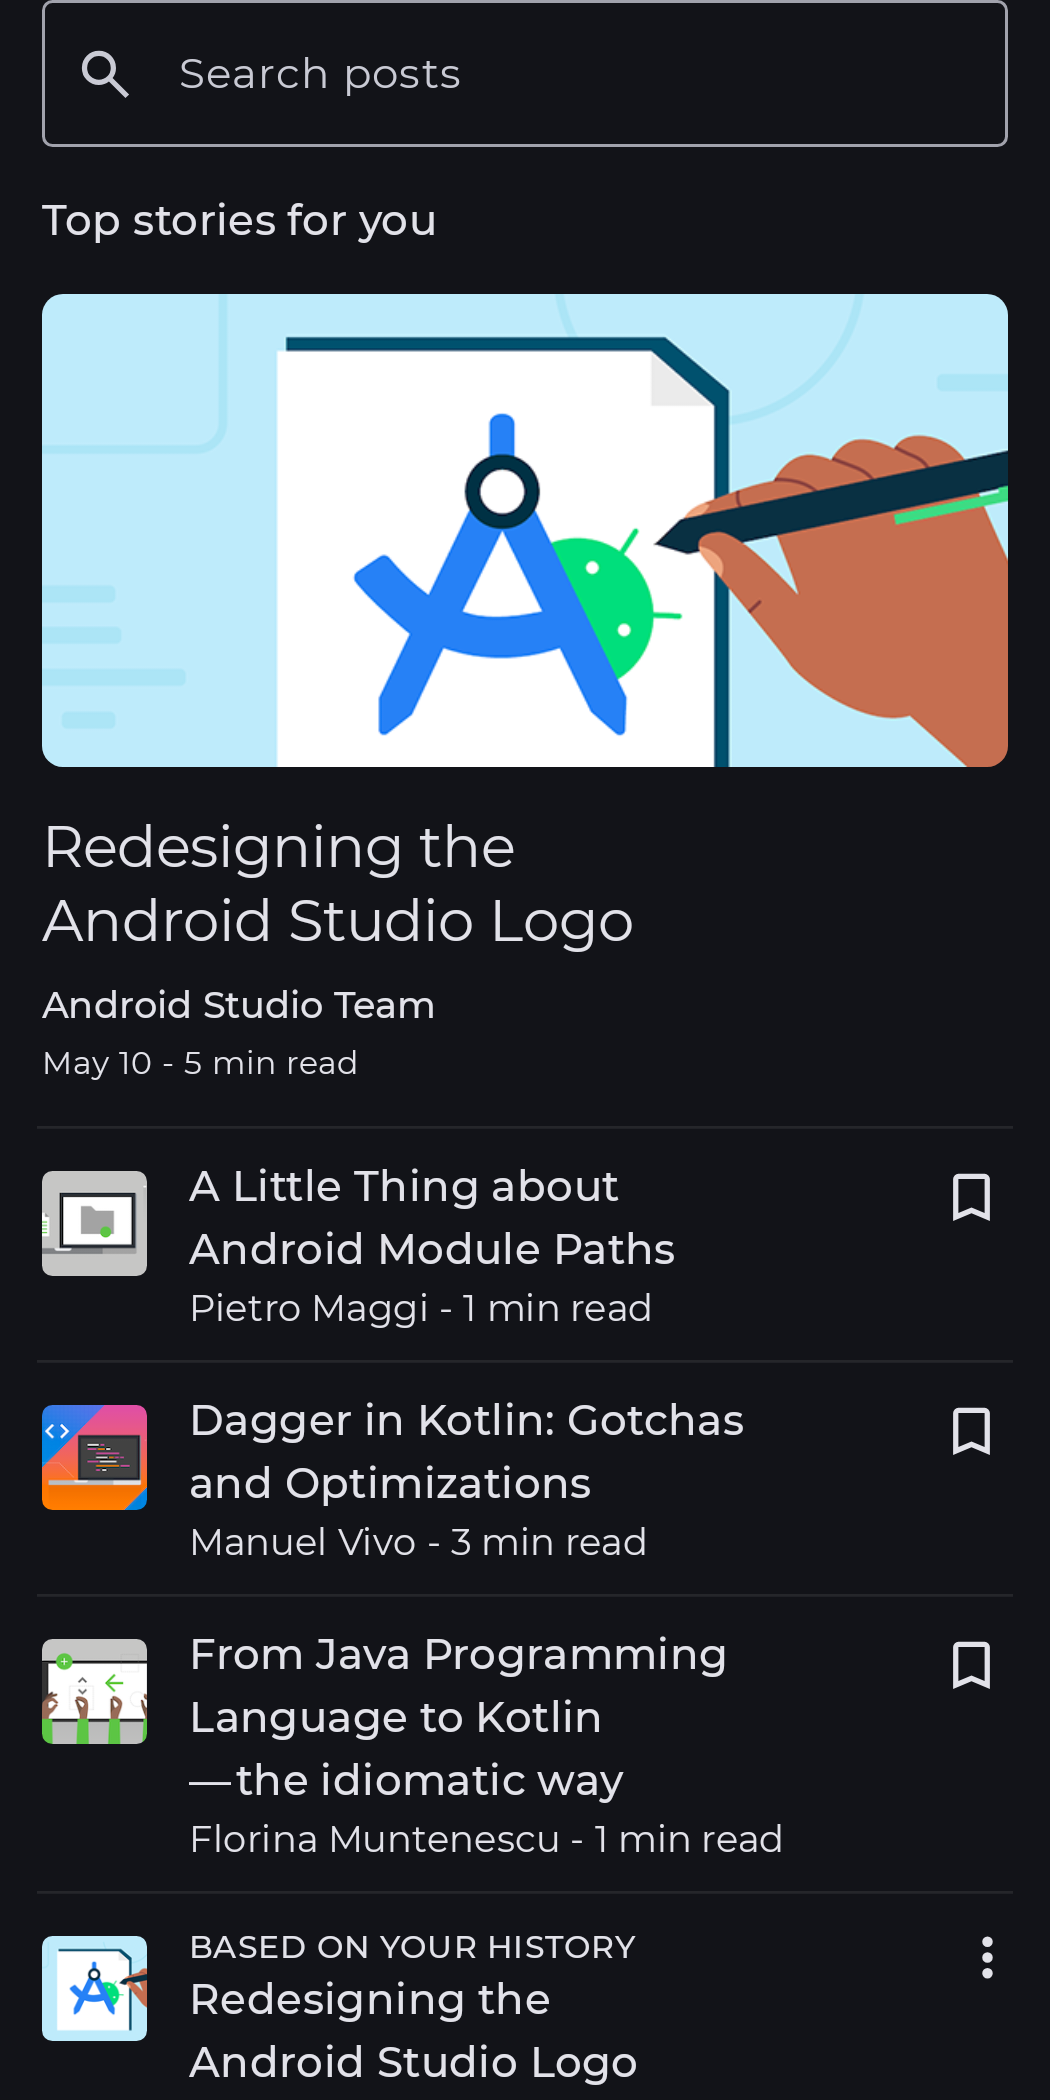 Search posts
Top stories for you
Redesigning the
Android Studio Logo
Android Studio Team
May 10 - 5 min read
A Little Thing about
Android Module Paths
Pietro Maggi - 1 min read
Dagger in Kotlin: Gotchas
and Optimizations
Manuel Vivo - 3 min read
From Java Programming
Language to Kotlin
—the idiomatic way
Florina Muntenescu - 1 min read
BASED ON YOUR HISTORY
Redesigning the
Android Studio Logo